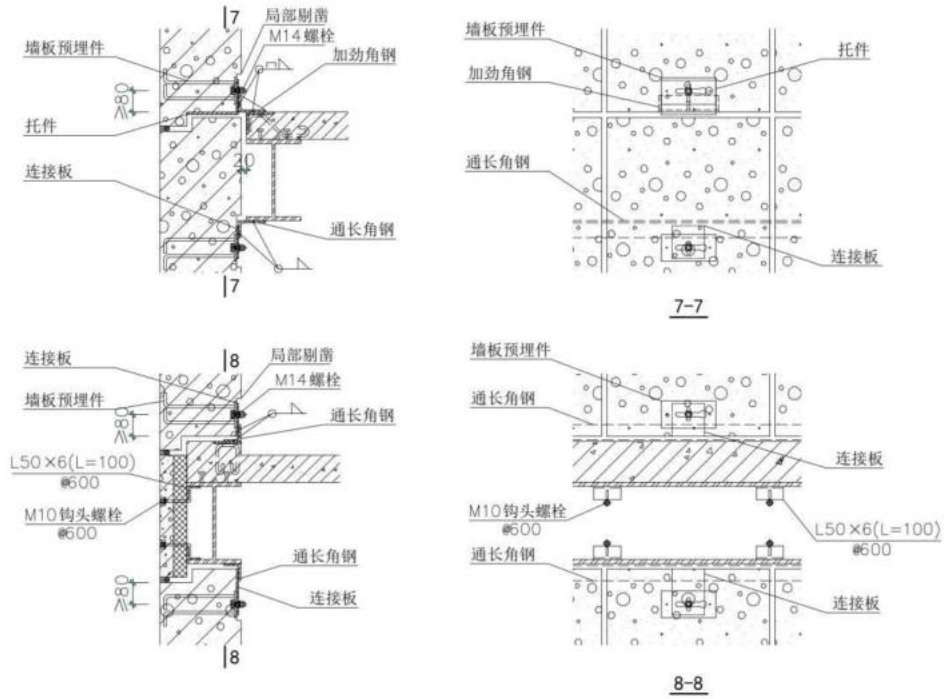 7
局部剔凿
M14螺栓
墙板预埋件
加劲角钢
≥80
托件
连接板
20
通长角钢
7
墙板预埋件
托件
加劲角钢
通长角钢
连接板
7-7
8
连接板
局部剔凿
M14螺栓
墙板预埋件
≥80
通长角钢
L50×6(L=100)
@600
M10钩头螺栓
@600
通长角钢
≥80
连接板
8
墙板预埋件
通长角钢
连接板
M10钩头螺栓
@600
L50×6(L=100)
@600
通长角钢
连接板
8-8